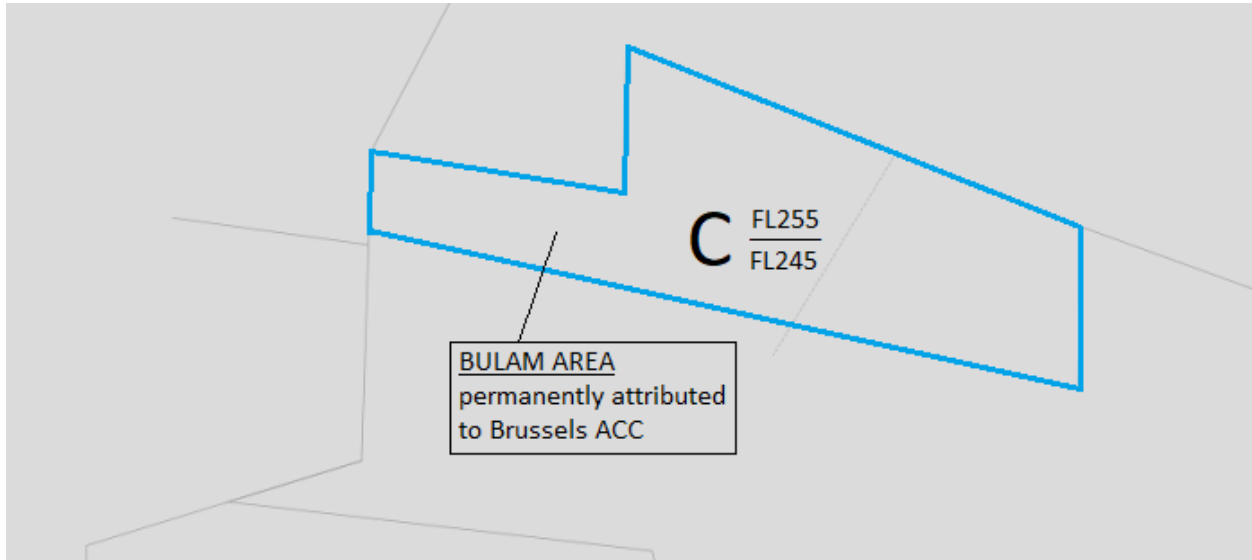 C
FL255
FL245
BULAM AREA
permanently attributed
to Brussels ACC